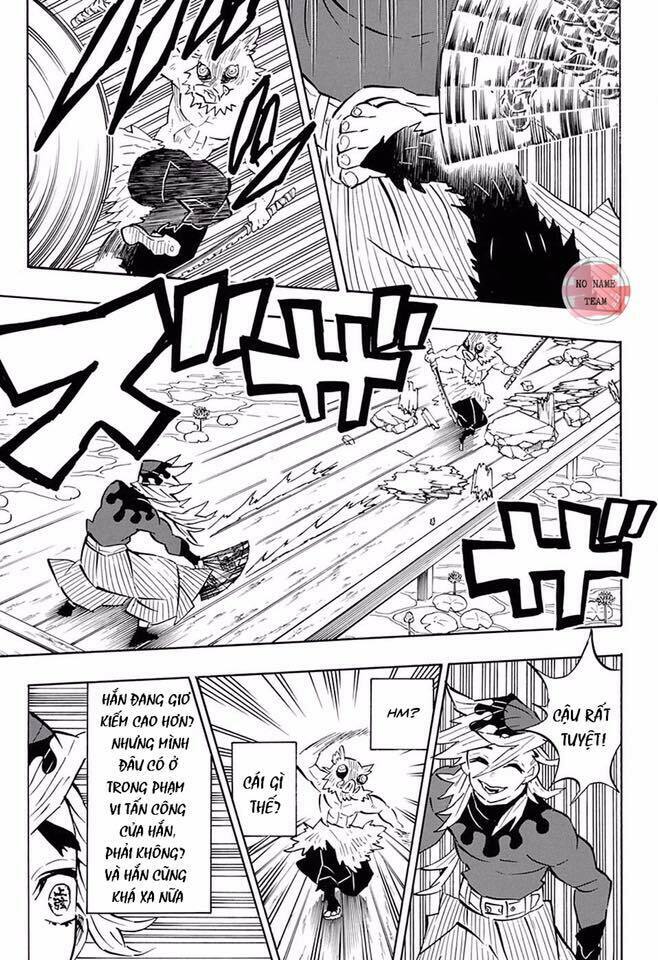 NO NAME
TEAM
ズザ
ザ
CẬU RẤT
TUYỆT!
HM?
CÁI GÌ
THẾ?
HẮN ĐANG GIƠ
KIẾM CAO HƠN?
NHƯNG MÌNH
ĐÂU CÓ Ở
TRONG PHẠM
VI TẤN CÔNG
CỦA HẮN,
PHẢI KHÔNG?
VÀ HẮN CŨNG
KHÁ XA NỮA